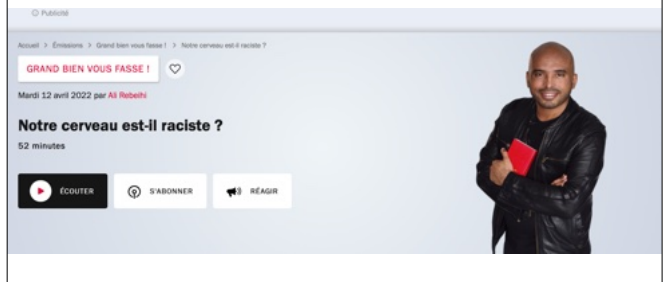 Publicité
Accueil > Émissions > Grand bien vous fasse ! > Notre cerveau est-il raciste ?
GRAND BIEN VOUS FASSE !
Mardi 12 avril 2022 par Ali Rebeihi
Notre cerveau est-il raciste ?
52 minutes
ÉCOUTER
S'ABONNER
RÉAGIR